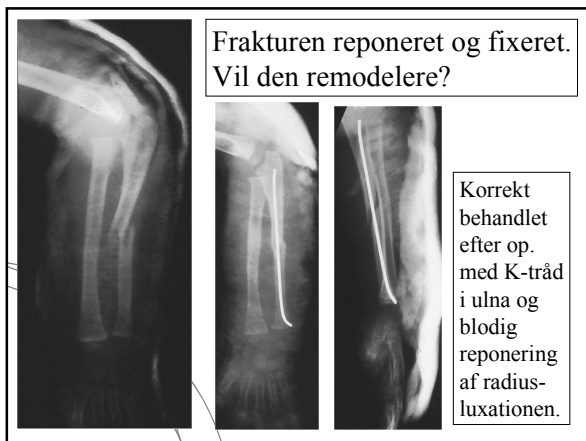 Frakturen reponeret og fixeret.
Vil den remodelere?
Korrekt
behandlet
efter op.
med K-tråd
i ulna og
blodig
reponering
af radius-
luxationen.